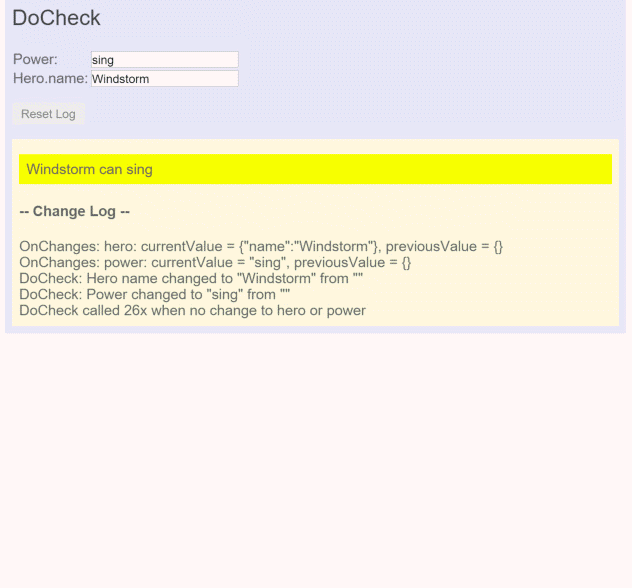 DoCheck
Power: sing
Hero.name: Windstorm
Reset Log
Windstorm can sing
-- Change Log --
OnChanges: hero: currentValue = {"name":"Windstorm"}, previousValue = {}
OnChanges: power: currentValue = "sing", previousValue = {}
DoCheck: Hero name changed to "Windstorm" from ""
DoCheck: Power changed to "sing" from ""
DoCheck called 26x when no change to hero or power